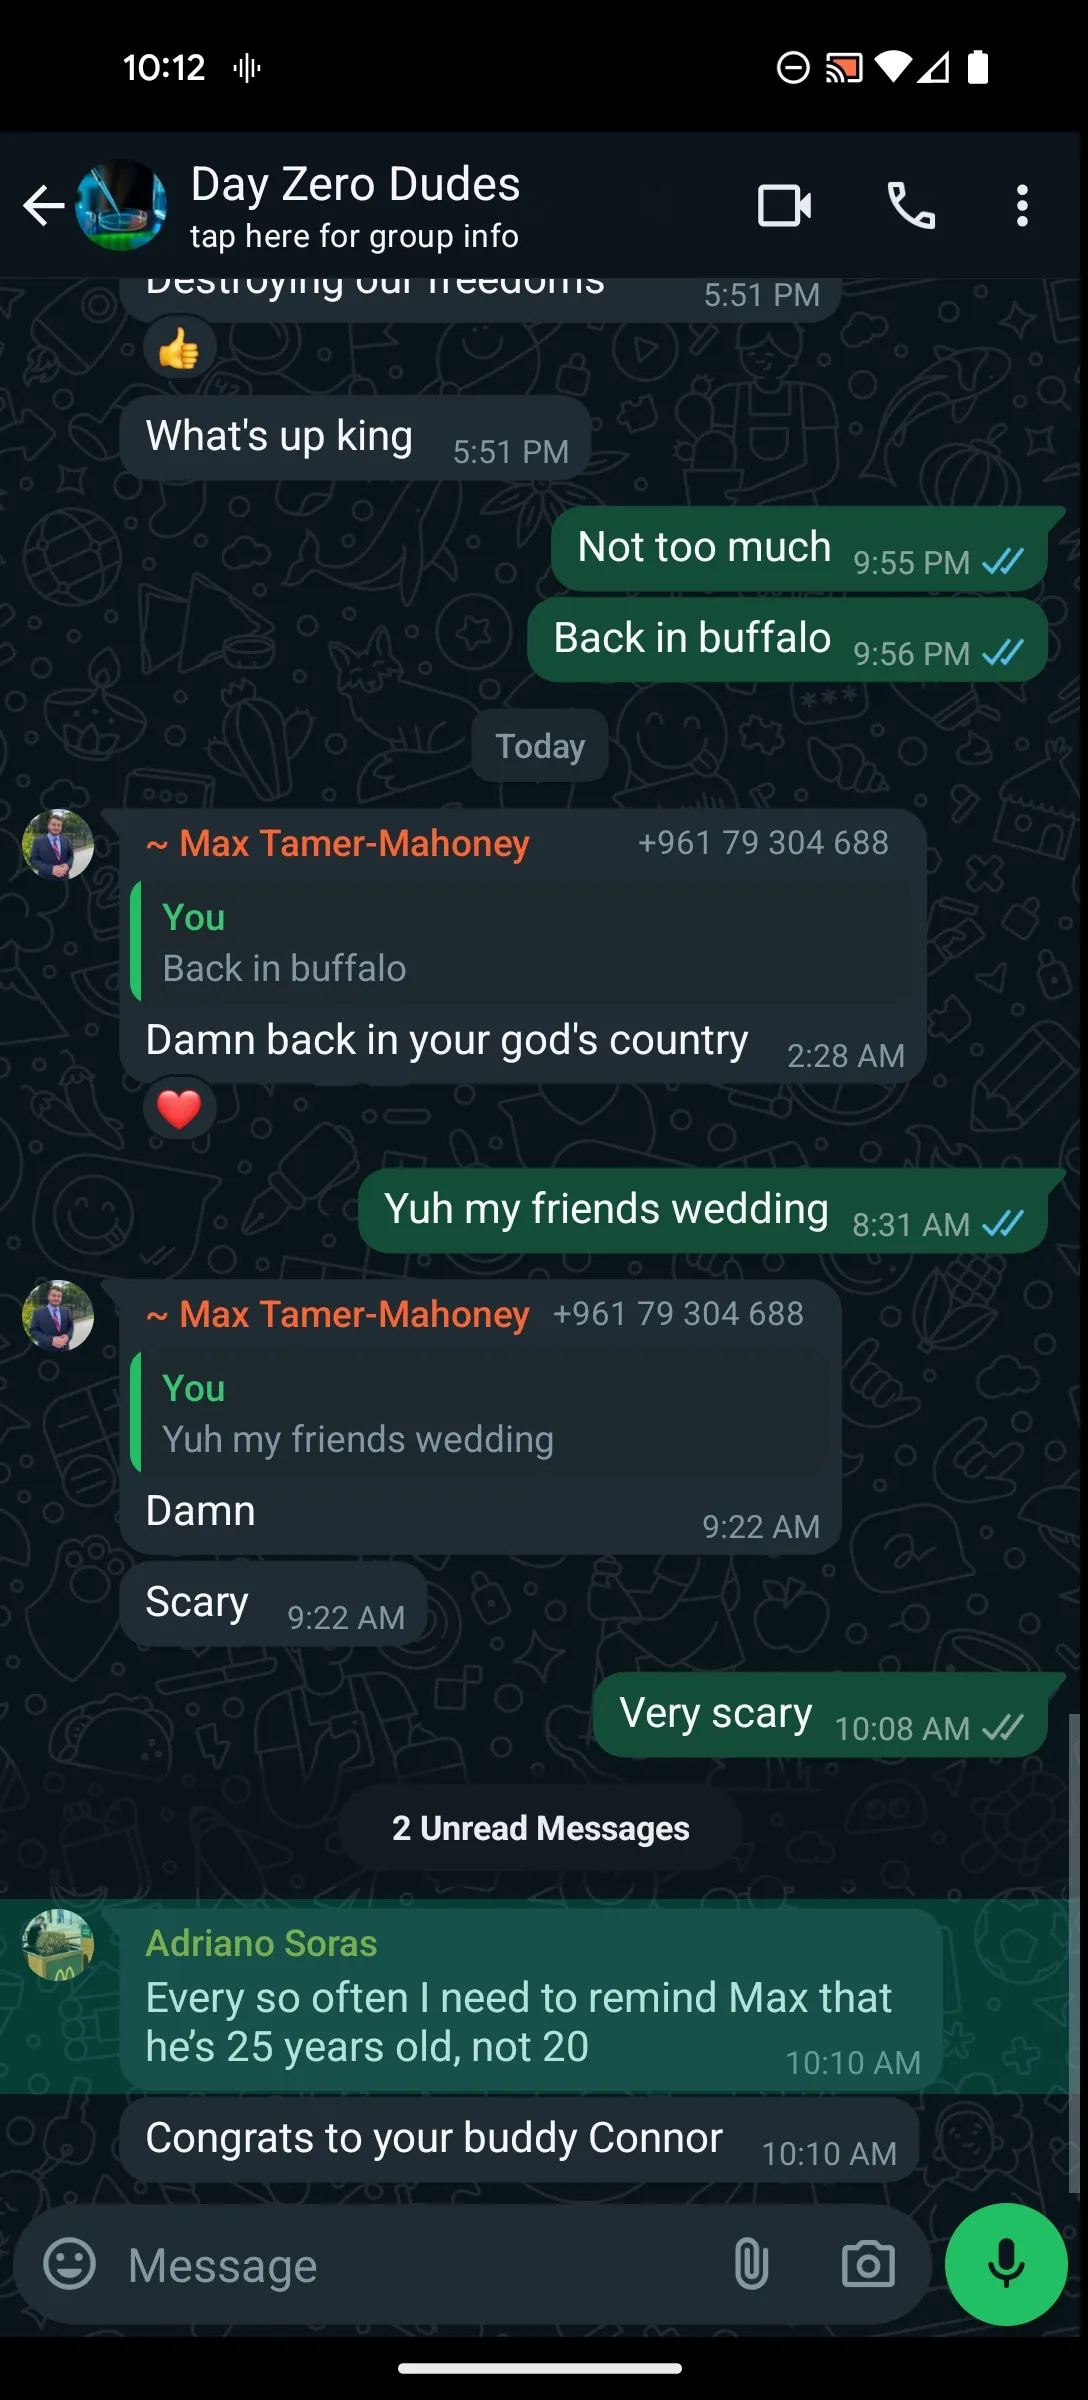 10:12
Day Zero Dudes
tap here for group info
Destroying our freedoms 5:51 PM
👍
What's up king 5:51 PM
Not too much 9:55 PM
Back in buffalo 9:56 PM
Today
~ Max Tamer-Mahoney +961 79 304 688
You
Back in buffalo
Damn back in your god's country 2:28 AM
❤️
Yuh my friends wedding 8:31 AM
~ Max Tamer-Mahoney +961 79 304 688
You
Yuh my friends wedding
Damn 9:22 AM
Scary 9:22 AM
Very scary 10:08 AM
2 Unread Messages
Adriano Soras
Every so often I need to remind Max that
he’s 25 years old, not 20 10:10 AM
Congrats to your buddy Connor 10:10 AM
Message